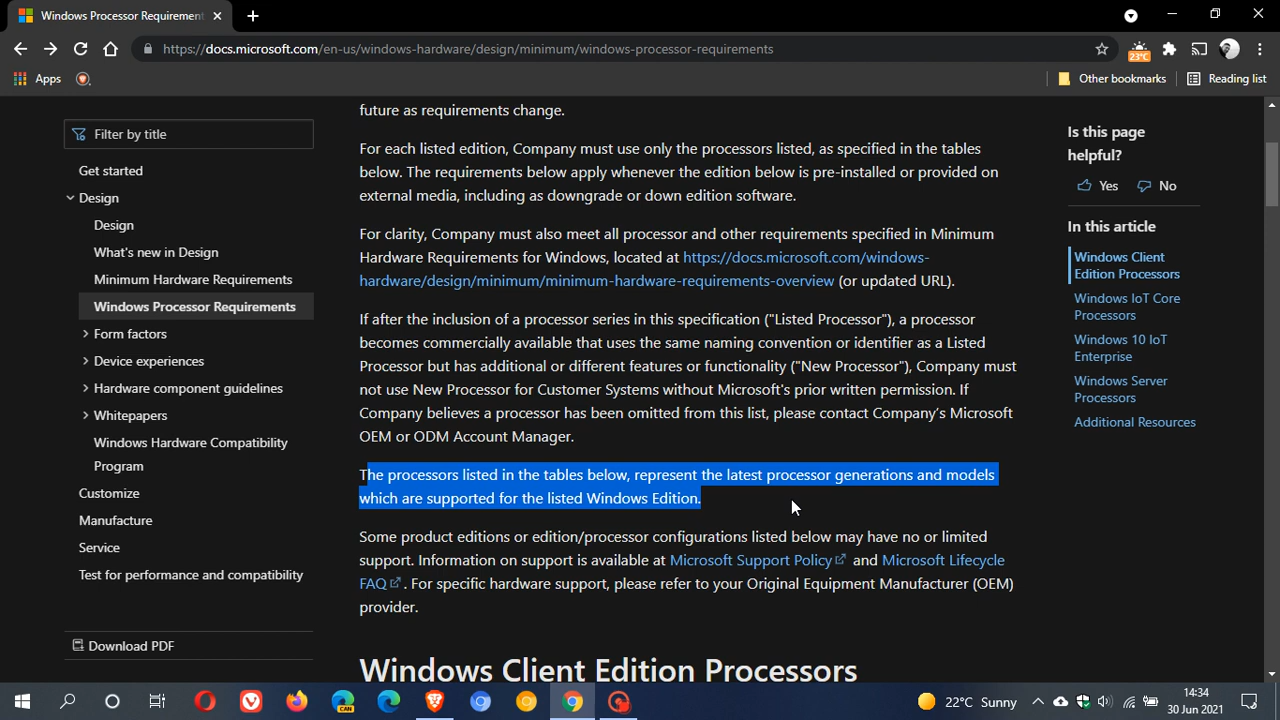 Windows Processor Requirement
https://docs.microsoft.com/en-us/windows-hardware/design/minimum/windows-processor-requirements
23°C
Apps
Other bookmarks
Reading list
Filter by title
Get started
Design
Design
What's new in Design
Minimum Hardware Requirements
Windows Processor Requirements
Form factors
Device experiences
Hardware component guidelines
Whitepapers
Windows Hardware Compatibility
Program
Customize
Manufacture
Service
Test for performance and compatibility
Download PDF
future as requirements change.
For each listed edition, Company must use only the processors listed, as specified in the tables
below. The requirements below apply whenever the edition below is pre-installed or provided on
external media, including as downgrade or down edition software.
For clarity, Company must also meet all processor and other requirements specified in Minimum
Hardware Requirements for Windows, located at https://docs.microsoft.com/windows-
hardware/design/minimum/minimum-hardware-requirements-overview (or updated URL).
If after the inclusion of a processor series in this specification ("Listed Processor"), a processor
becomes commercially available that uses the same naming convention or identifier as a Listed
Processor but has additional or different features or functionality ("New Processor"), Company must
not use New Processor for Customer Systems without Microsoft's prior written permission. If
Company believes a processor has been omitted from this list, please contact Company's Microsoft
OEM or ODM Account Manager.
The processors listed in the tables below, represent the latest processor generations and models
which are supported for the listed Windows Edition.
Some product editions or edition/processor configurations listed below may have no or limited
support. Information on support is available at Microsoft Support Policy and Microsoft Lifecycle
FAQ. For specific hardware support, please refer to your Original Equipment Manufacturer (OEM)
provider.
Windows Client Edition Processors
Is this page
helpful?
Yes No
In this article
Windows Client
Edition Processors
Windows IoT Core
Processors
Windows 10 IoT
Enterprise
Windows Server
Processors
Additional Resources
CAN
22°C Sunny
14:34
30 Jun 2021